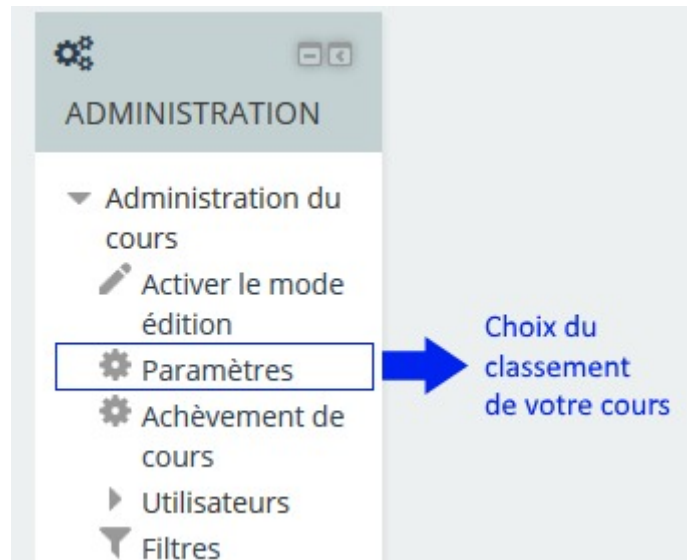 ADMINISTRATION
Administration du
cours
Activer le mode
édition
Paramètres
Achèvement de
cours
Utilisateurs
Filtres
Choix du
classement
de votre cours